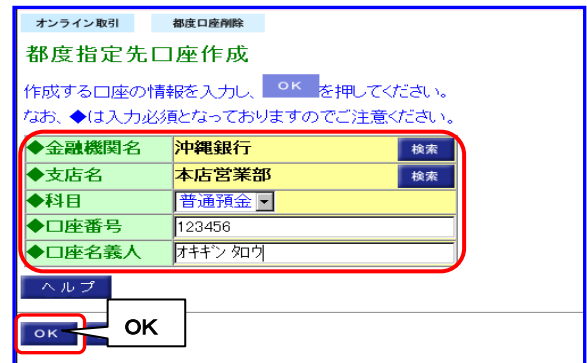 オンライン取引 都度口座削除
都度指定先口座作成
作成する口座の情報を入力し、 OK を押してください。
なお、◆は入力必須となっておりますのでご注意ください。
◆金融機関名 沖縄銀行 検索
◆支店名 本店営業部 検索
◆科目 普通預金
◆口座番号 123456
◆口座名義人 オキギン タロウ
ヘルプ
OK OK